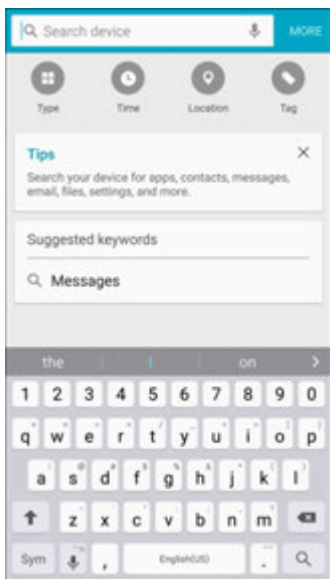 Search device MORE
Type Time Location Tag
Tips
Search your device for apps, contacts, messages,
email, files, settings, and more.
Suggested keywords
Messages
the I on
1 2 3 4 5 6 7 8 9 0
q w e r t y u i o p
a s d f g h j k l
z x c v b n m
Sym , English(US) .